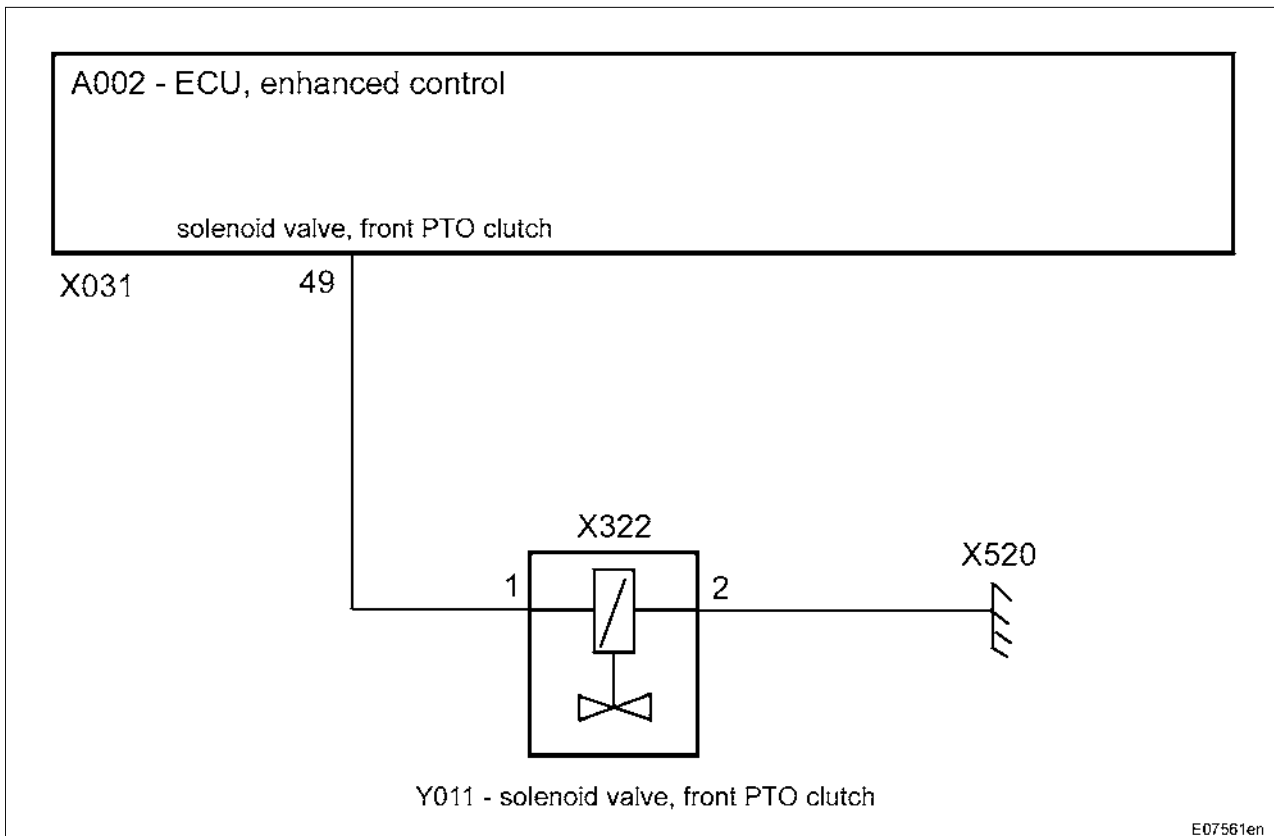 A002 - ECU, enhanced control
solenoid valve, front PTO clutch
X031
49
X322
X520
1
2
Y011 - solenoid valve, front PTO clutch
E07561en